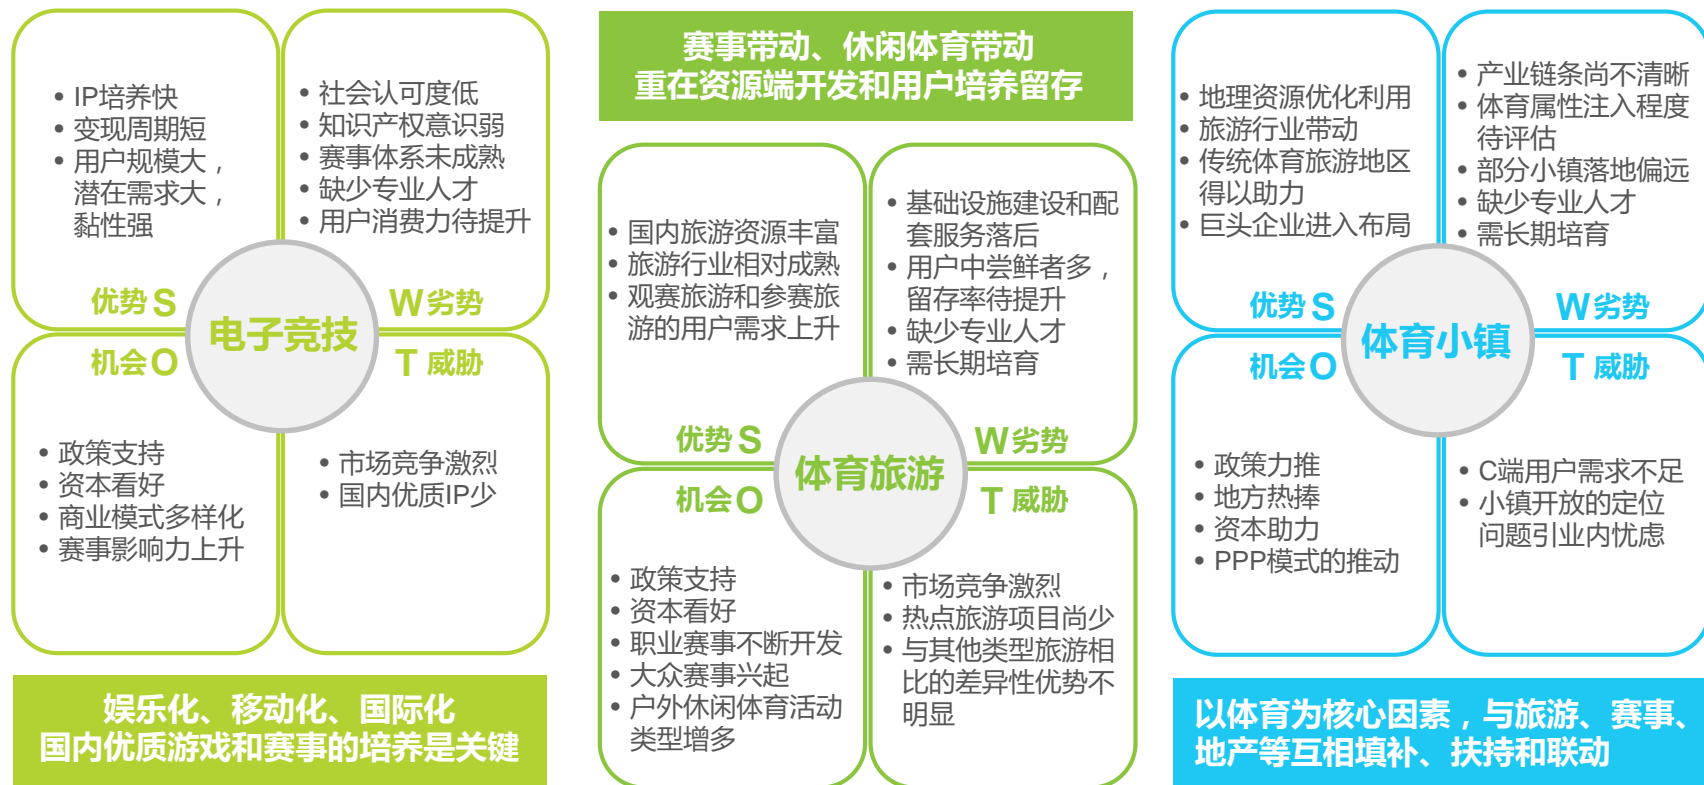 • IP培养快
• 变现周期短
• 用户规模大，
潜在需求大，
黏性强
• 社会认可度低
• 知识产权意识弱
• 赛事体系未成熟
• 缺少专业人才
• 用户消费力待提升
优势 S
W 劣势
电子竞技
机会 O
T 威胁
• 政策支持
• 资本看好
• 商业模式多样化
• 赛事影响力上升
• 市场竞争激烈
• 国内优质IP少
娱乐化、移动化、国际化
国内优质游戏和赛事的培养是关键
赛事带动、休闲体育带动
重在资源端开发和用户培养留存
• 国内旅游资源丰富
• 旅游行业相对成熟
• 观赛旅游和参赛旅
游的用户需求上升
• 基础设施建设和配
套服务落后
• 用户中尝鲜者多，
留存率待提升
• 缺少专业人才
• 需长期培育
优势 S
W 劣势
体育旅游
机会 O
T 威胁
• 政策支持
• 资本看好
• 职业赛事不断开发
• 大众赛事兴起
• 户外休闲体育活动
类型增多
• 市场竞争激烈
• 热点旅游项目尚少
• 与其他类型旅游相
比的差异性优势不
明显
• 地理资源优化利用
• 旅游行业带动
• 传统体育旅游地区
得以助力
• 巨头企业进入布局
• 产业链条尚不清晰
• 体育属性注入程度
待评估
• 部分小镇落地偏远
• 缺少专业人才
• 需长期培育
优势 S
W 劣势
体育小镇
机会 O
T 威胁
• 政策力推
• 地方热捧
• 资本助力
• PPP模式的推动
• C端用户需求不足
• 小镇开放的定位
问题引业内忧虑
以体育为核心因素，与旅游、赛事、
地产等互相填补、扶持和联动